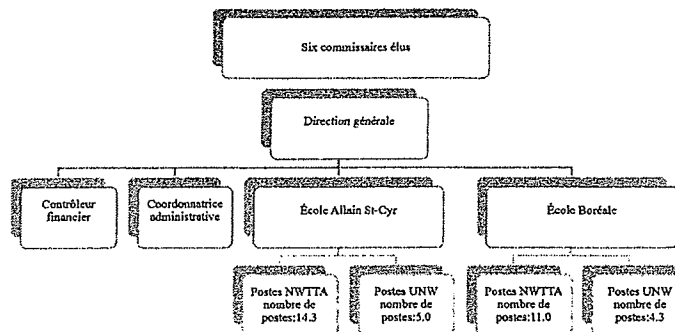 Six commissaires élus
Direction générale
Contrôleur
financier
Coordonnatrice
administrative
École Allain St-Cyr
École Boréale
Postes NWTTA
nombre de
postes:14.3
Postes UNW
nombre de
postes:5.0
Postes NWTTA
nombre de
postes:11.0
Postes UNW
nombre de
postes:4.3